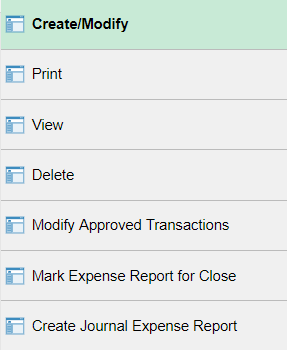 Create/Modify
Print
View
Delete
Modify Approved Transactions
Mark Expense Report for Close
Create Journal Expense Report